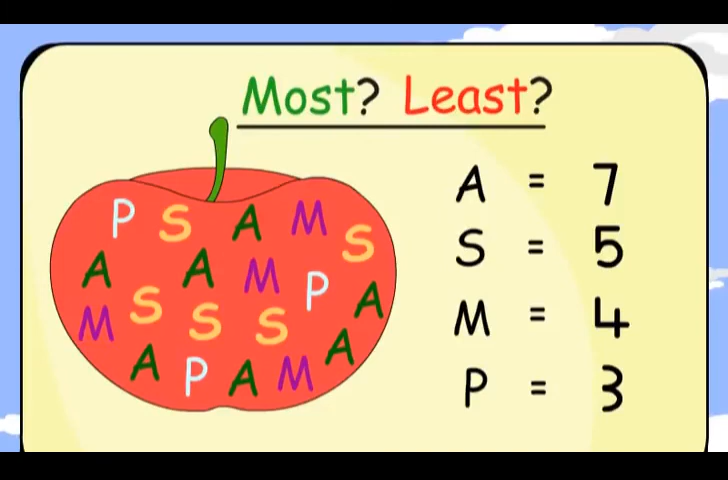 Most? Least?
P S A M
S
A A M
P
A
S S S
M
A
A P A M
A = 7
S = 5
M = 4
P = 3